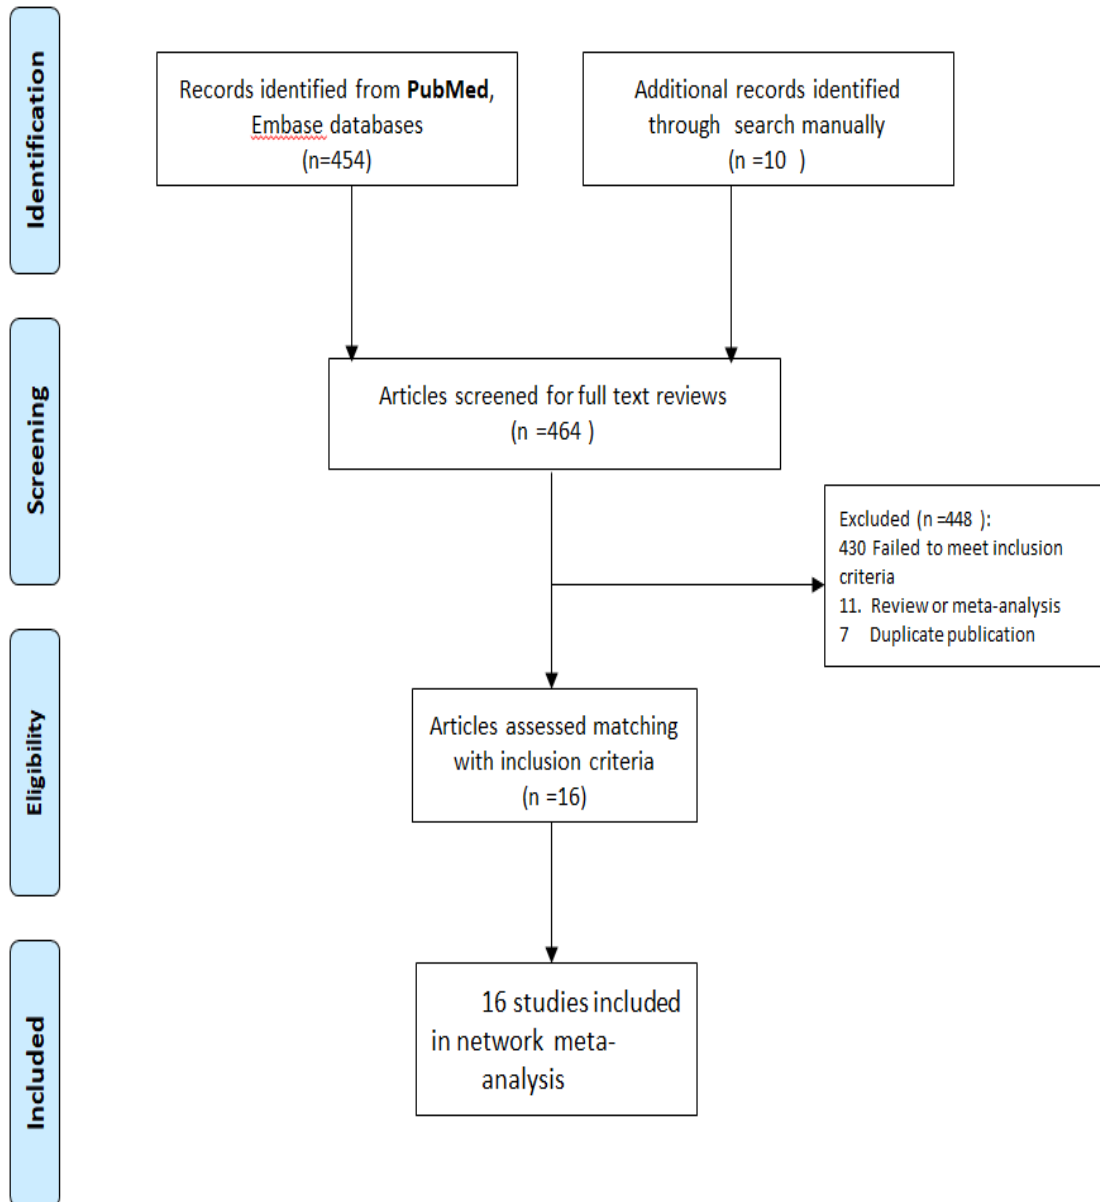 Identification
Records identified from PubMed,
Embase databases
(n=454)
Additional records identified
through search manually
(n =10 )
Screening
Articles screened for full text reviews
(n =464 )
Excluded (n =448 ):
430 Failed to meet inclusion
criteria
11. Review or meta-analysis
7 Duplicate publication
Eligibility
Articles assessed matching
with inclusion criteria
(n =16)
Included
16 studies included
in network meta-
analysis